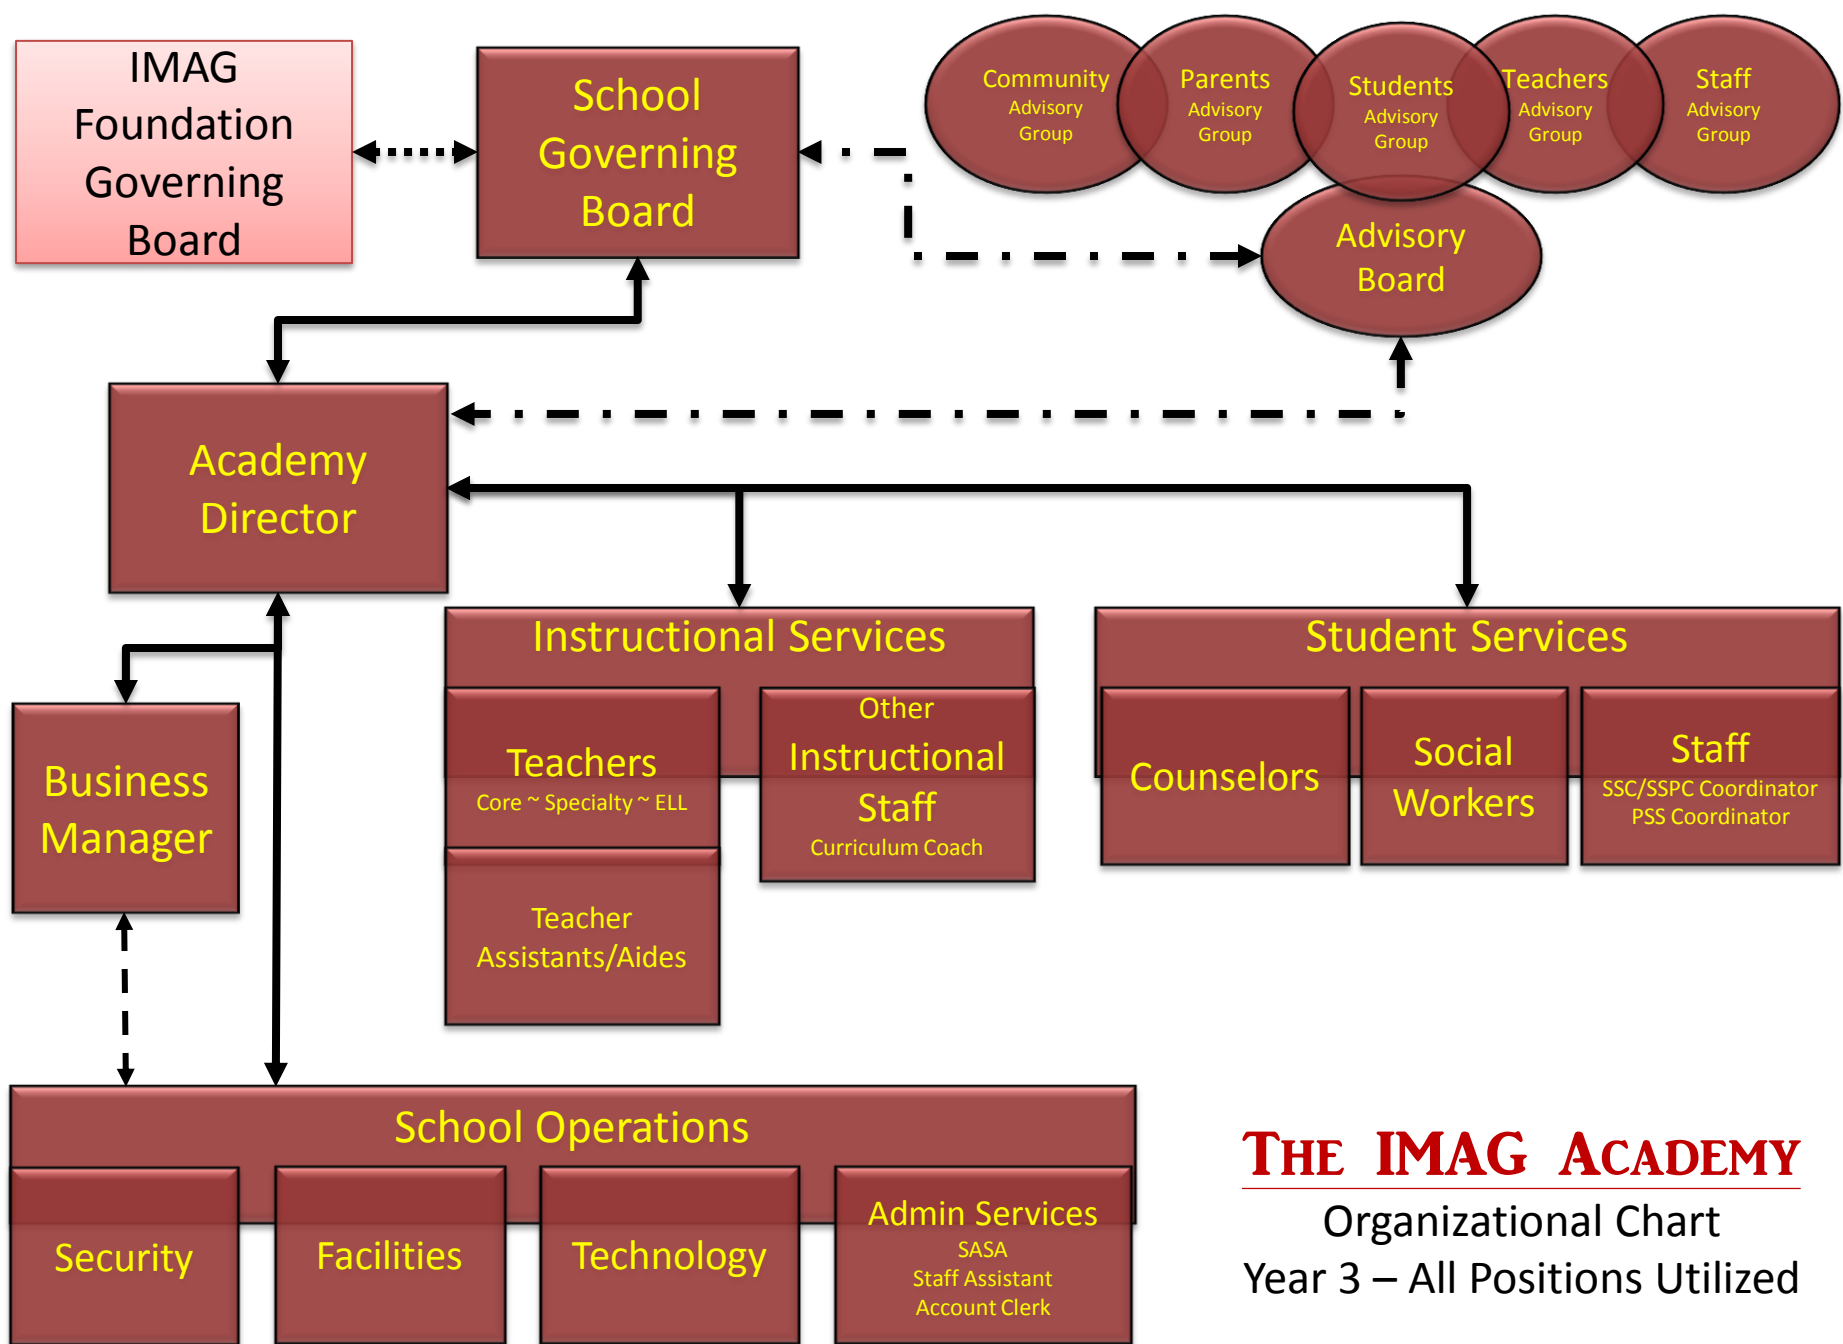 IMAG
Foundation
Governing
Board
School
Governing
Board
Community
Advisory
Group
Parents
Advisory
Group
Students
Advisory
Group
Teachers
Advisory
Group
Staff
Advisory
Group
Advisory
Board
Academy
Director
Business
Manager
Instructional Services
Teachers
Core ~ Specialty ~ ELL
Teacher
Assistants/Aides
Other
Instructional
Staff
Curriculum Coach
Student Services
Counselors
Social
Workers
Staff
SSC/SSPC Coordinator
PSS Coordinator
School Operations
Security
Facilities
Technology
Admin Services
SASA
Staff Assistant
Account Clerk
THE IMAG ACADEMY
Organizational Chart
Year 3 – All Positions Utilized